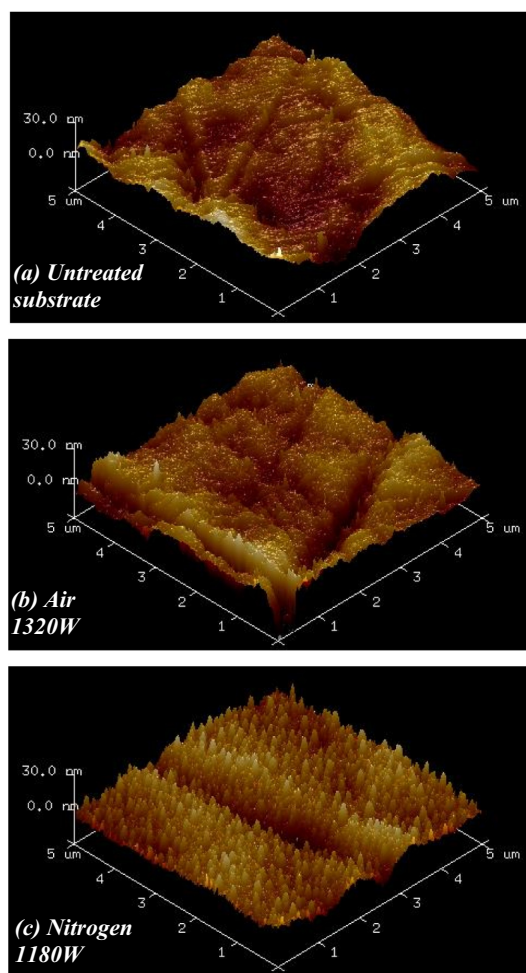 30.0 nm
0.0 nm
5 um
4
3
2
1
1
2
3
4
5 um
(a) Untreated
substrate
30.0 nm
0.0 nm
5 um
4
3
2
1
1
2
3
4
5 um
(b) Air
1320W
30.0 nm
0.0 nm
5 um
4
3
2
1
1
2
3
4
5 um
(c) Nitrogen
1180W